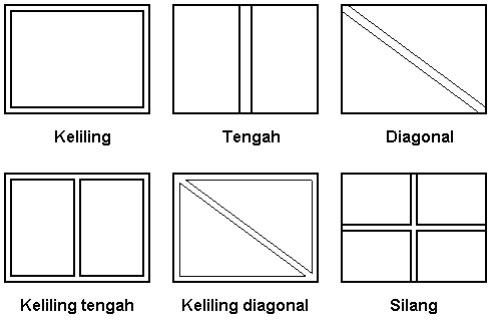 Keliling
Tengah
Diagonal
Keliling tengah
Keliling diagonal
Silang